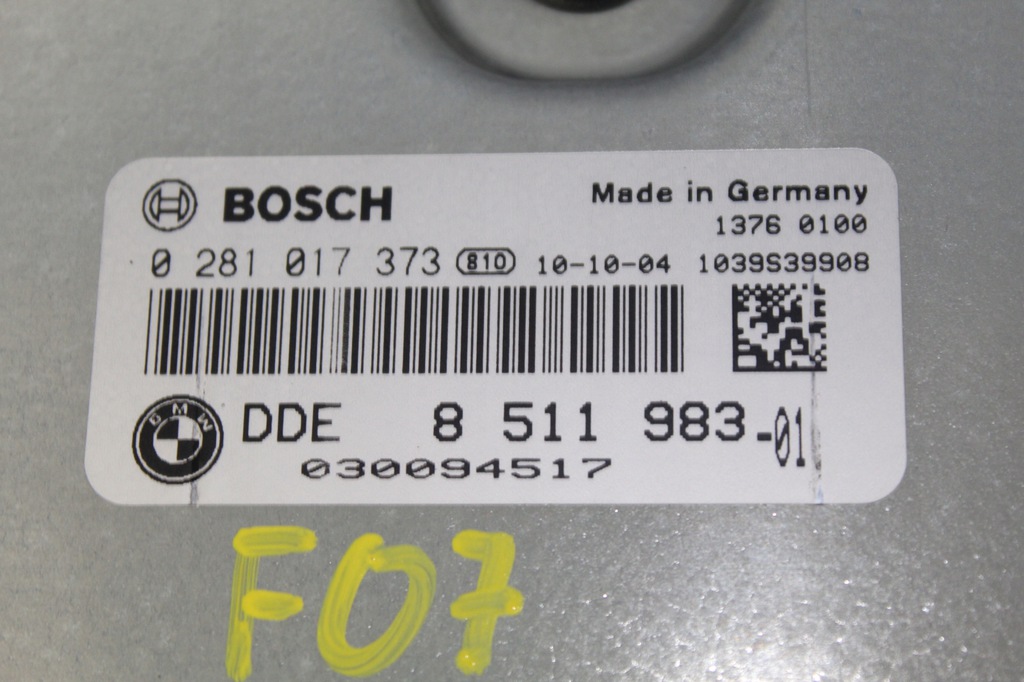 BOSCH
Made in Germany
1376 0100
0 281 017 373 810 10-10-04 1039S39908
BMW
DDE 8 511 983-01
030094517
F07